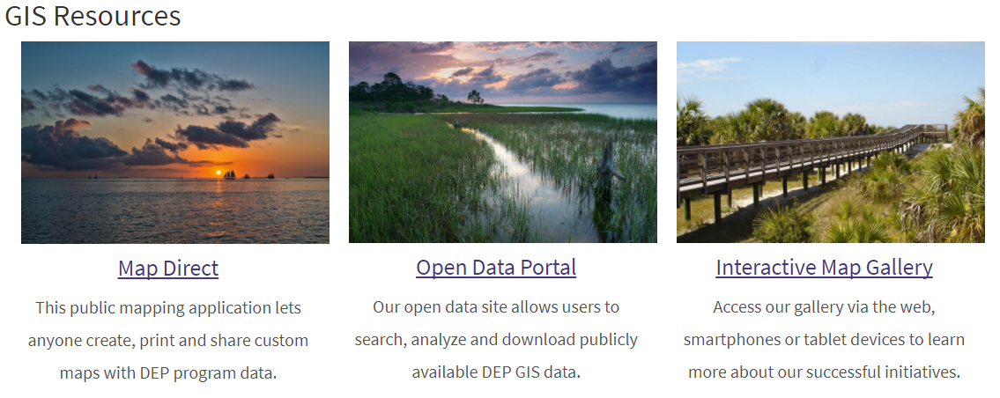 GIS Resources
Map Direct
This public mapping application lets
anyone create, print and share custom
maps with DEP program data.
Open Data Portal
Our open data site allows users to
search, analyze and download publicly
available DEP GIS data.
Interactive Map Gallery
Access our gallery via the web,
smartphones or tablet devices to learn
more about our successful initiatives.